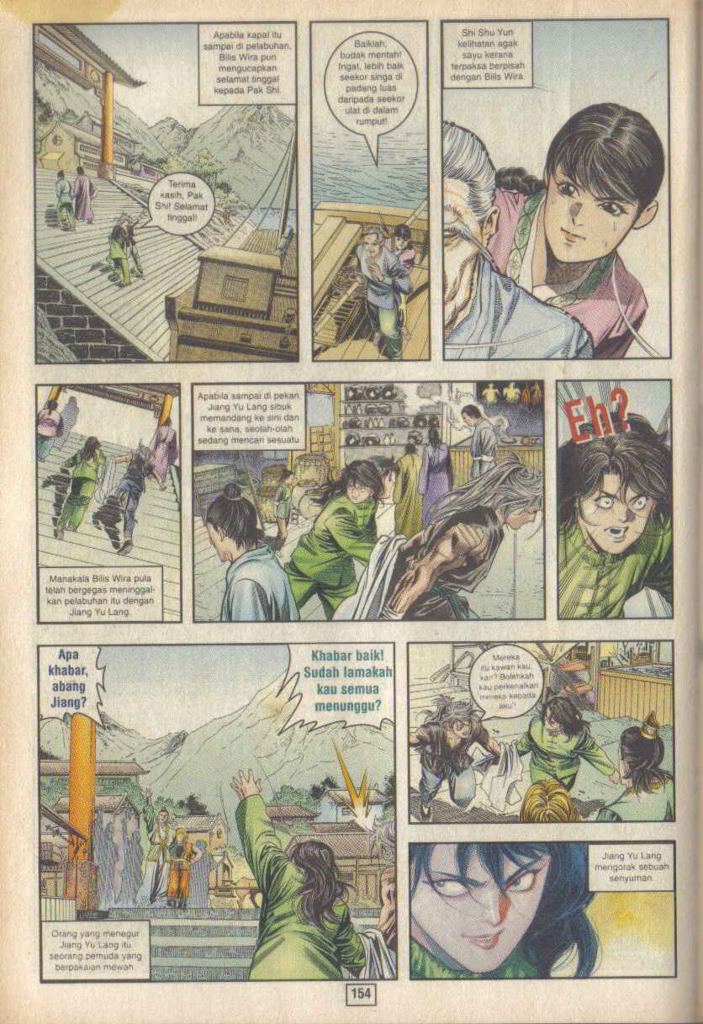 Apabila kapal itu
sampai di pelabuhan,
Bilis Wira pun
mengucapkan
selamat tinggal
kepada Pak Shi.
Terima
kasih, Pak
Shi! Selamat
tinggal!
Baiklah,
budak mentah!
Ingat, lebih baik
seekor singa di
padang luas
daripada seekor
ulat di dalam
rumput!
Shi Shu Yun
kelihatan agak
sayu kerana
terpaksa berpisah
dengan Bilis Wira.
Manakala Bilis Wira pula
telah bergegas meninggal-
kan pelabuhan itu dengan
Jiang Yu Lang.
Apabila sampai di pekan,
Jiang Yu Lang sibuk
memandang ke sini dan
ke sana, seolah-olah
sedang mencari sesuatu
Eh?
Apa
khabar,
abang
Jiang?
Khabar baik!
Sudah lamakah
kau semua
menunggu?
Orang yang menegur
Jiang Yu Lang itu
seorang pemuda yang
berpakaian mewah.
Mereka
itu kawan kau,
kan? Bolehkah
kau perkenalkan
mereka kepada
aku?
Jiang Yu Lang
mengorak sebuah
senyuman.
154